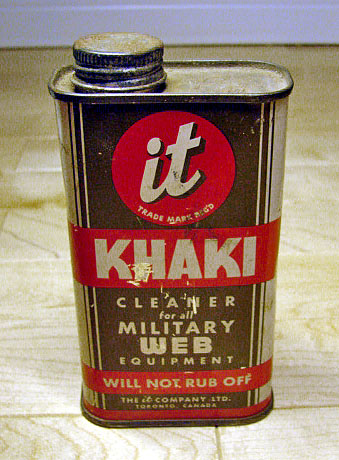 it
TRADE MARK REG'D
KHAKI
CLEANER
for all
MILITARY
WEB
EQUIPMENT
WILL NOT RUB OFF
THE it COMPANY LTD.
TORONTO, CANADA